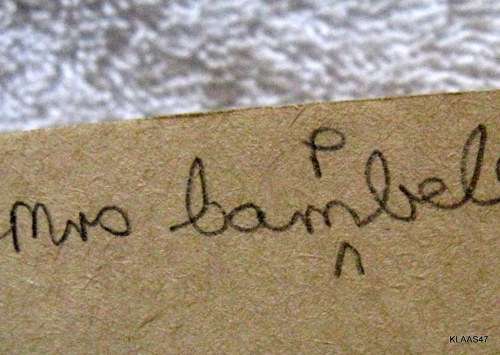 mrs bambel
p
^
KLAAS47